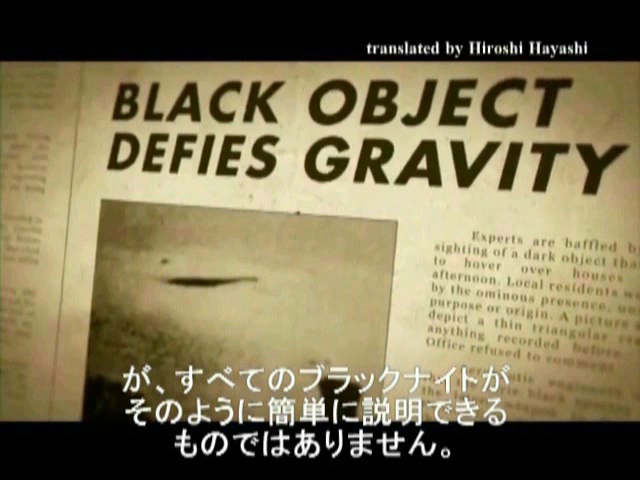 translated by Hiroshi Hayashi
BLACK OBJECT
DEFIES GRAVITY
Experts are baffled by
sighting of a dark object tha
to hover over houses
afternoon. Local residents w
by the ominous presence, un
purpose or origin. A picture
depict a thin triangular cr
anything recorded before
Office refused to comment.
が、すべてのブラックナイトが
そのように簡単に説明できる
ものではありません。